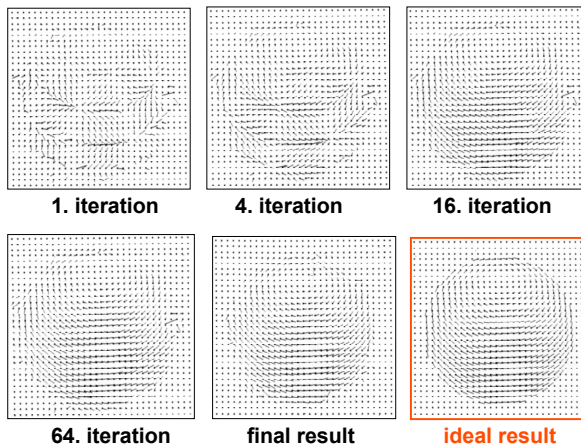 1. iteration
4. iteration
16. iteration
64. iteration
final result
ideal result